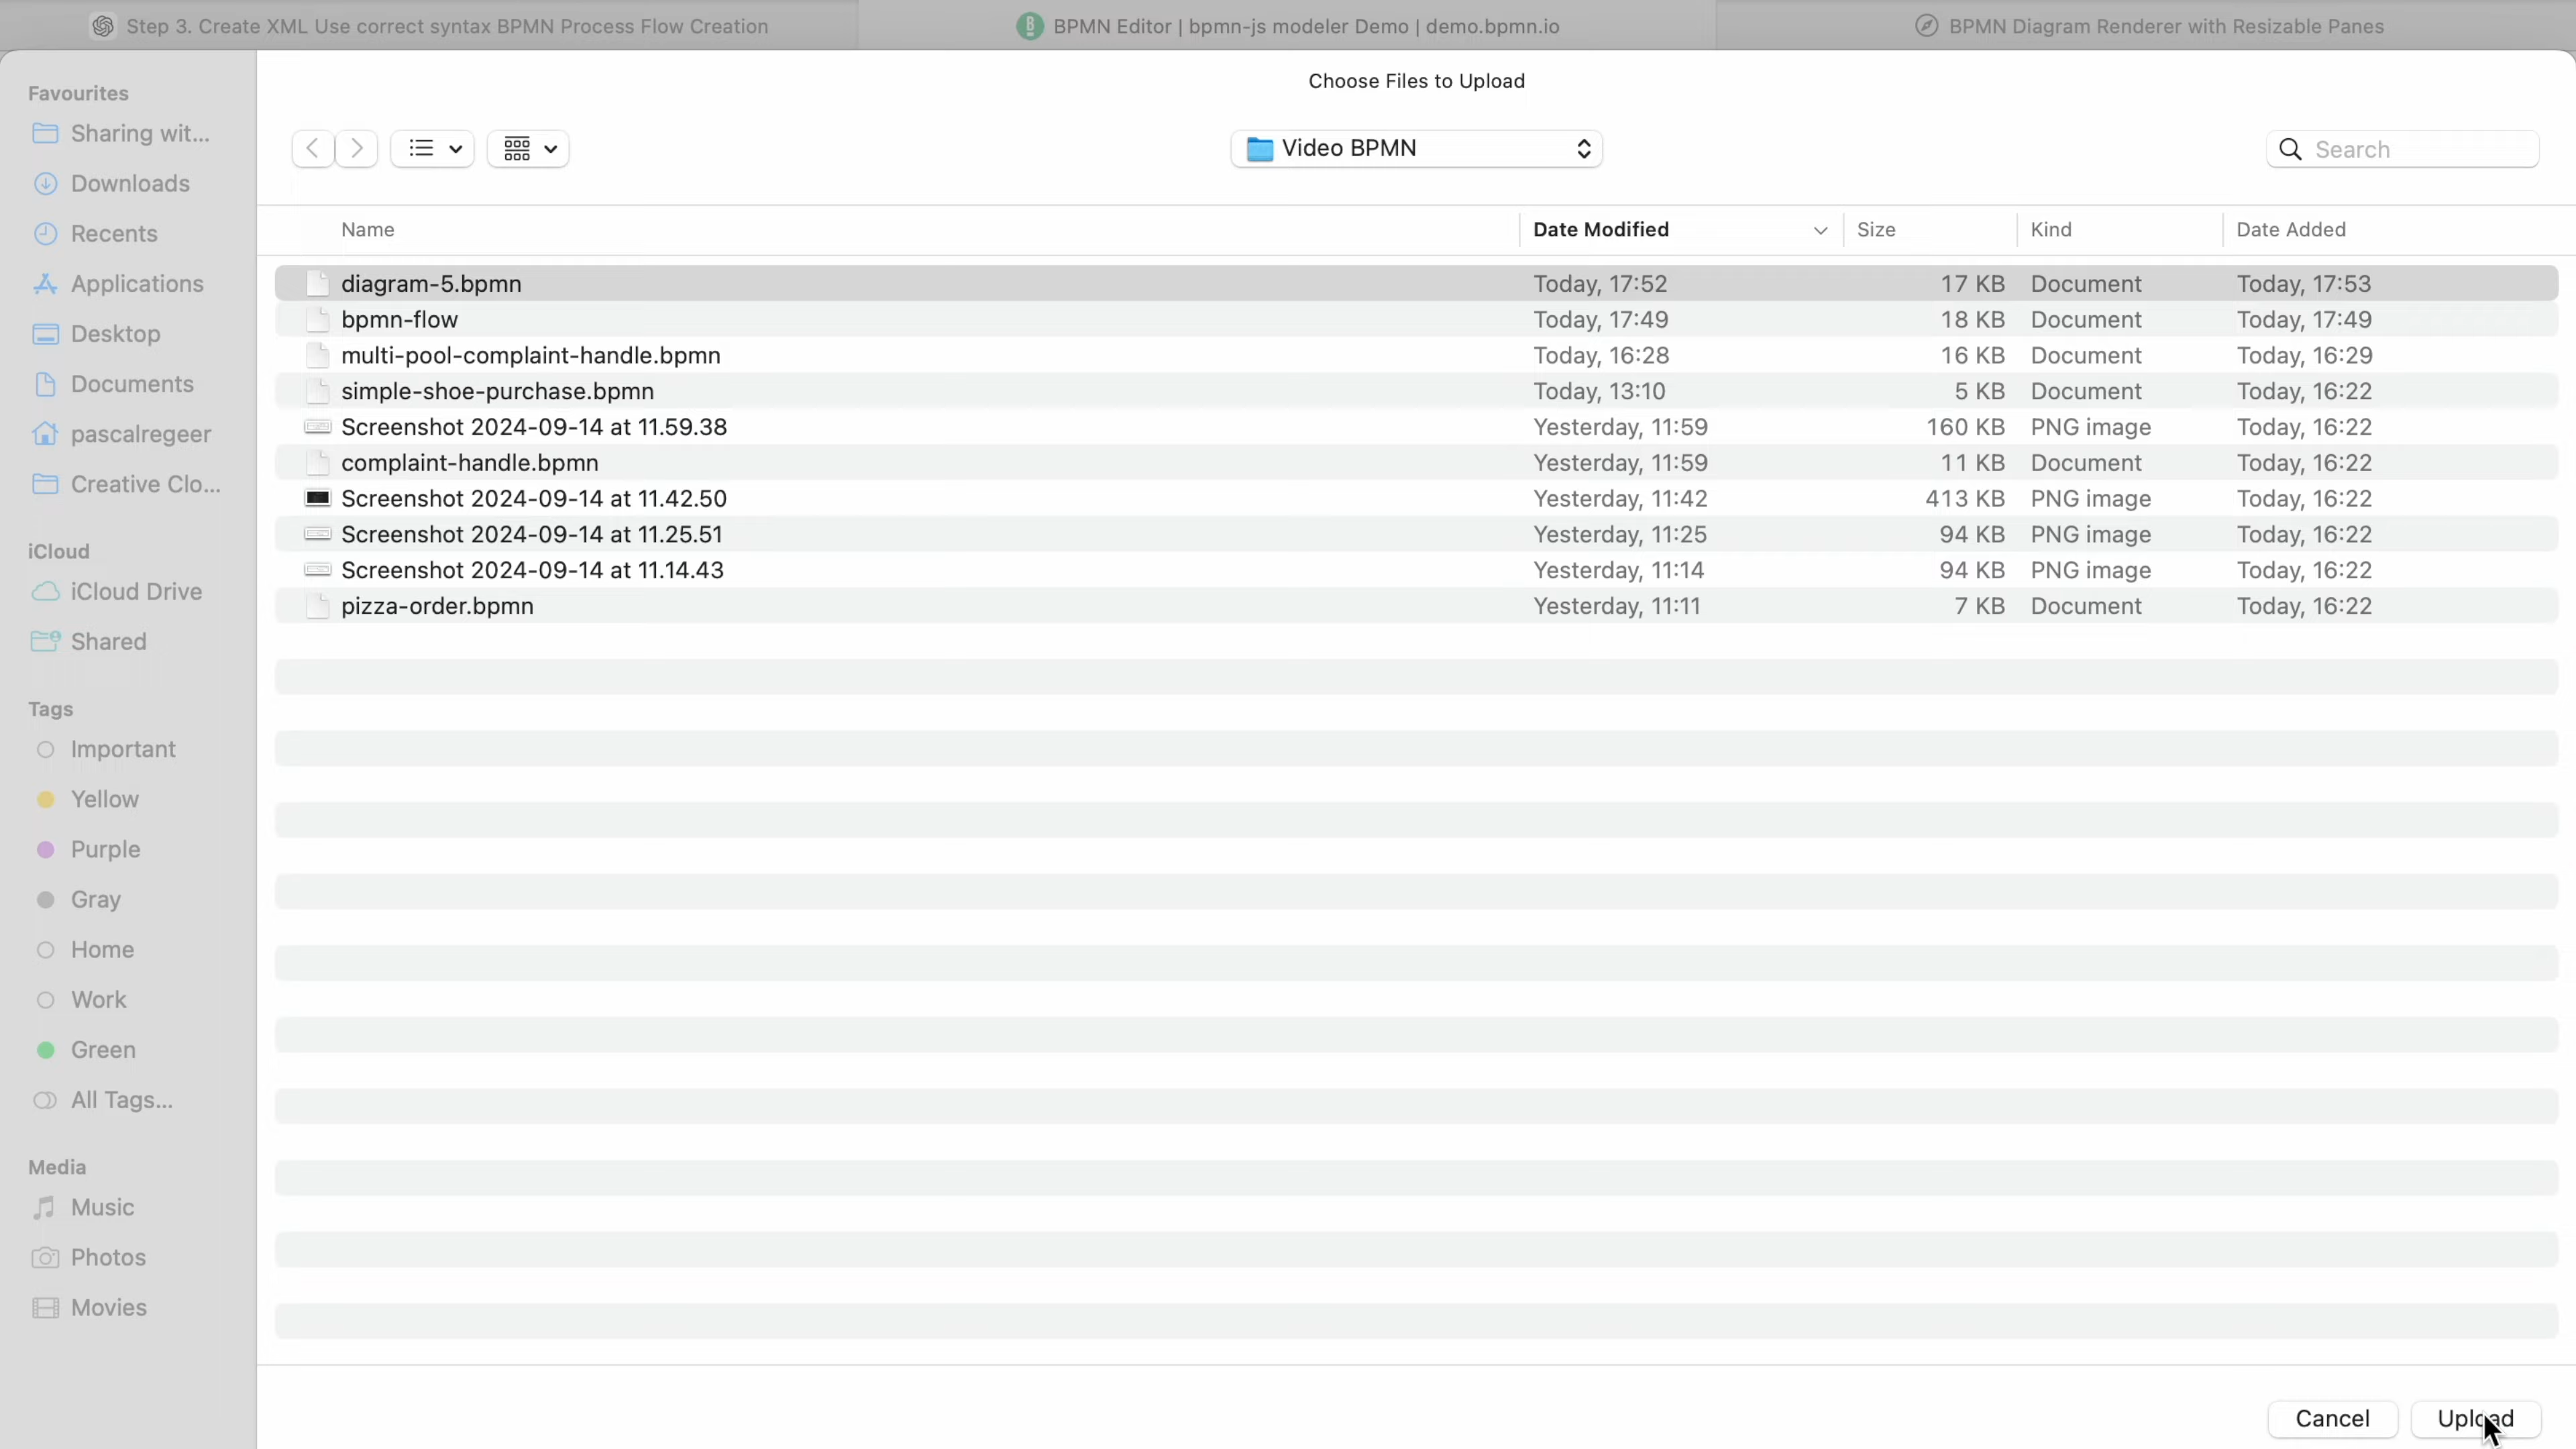 Step 3. Create XML Use correct syntax BPMN Process Flow Creation
BPMN Editor | bpmn-js modeler Demo | demo.bpmn.io
BPMN Diagram Renderer with Resizable Panes
Choose Files to Upload
Video BPMN
Search
Favourites
Sharing wit...
Downloads
Recents
Applications
Desktop
Documents
pascalregeer
Creative Clo...
iCloud
iCloud Drive
Shared
Tags
Important
Yellow
Purple
Gray
Home
Work
Green
All Tags...
Media
Music
Photos
Movies
Name Date Modified Size Kind Date Added
diagram-5.bpmn Today, 17:52 17 KB Document Today, 17:53
bpmn-flow Today, 17:49 18 KB Document Today, 17:49
multi-pool-complaint-handle.bpmn Today, 16:28 16 KB Document Today, 16:29
simple-shoe-purchase.bpmn Today, 13:10 5 KB Document Today, 16:22
Screenshot 2024-09-14 at 11.59.38 Yesterday, 11:59 160 KB PNG image Today, 16:22
complaint-handle.bpmn Yesterday, 11:59 11 KB Document Today, 16:22
Screenshot 2024-09-14 at 11.42.50 Yesterday, 11:42 413 KB PNG image Today, 16:22
Screenshot 2024-09-14 at 11.25.51 Yesterday, 11:25 94 KB PNG image Today, 16:22
Screenshot 2024-09-14 at 11.14.43 Yesterday, 11:14 94 KB PNG image Today, 16:22
pizza-order.bpmn Yesterday, 11:11 7 KB Document Today, 16:22
Cancel
Upload